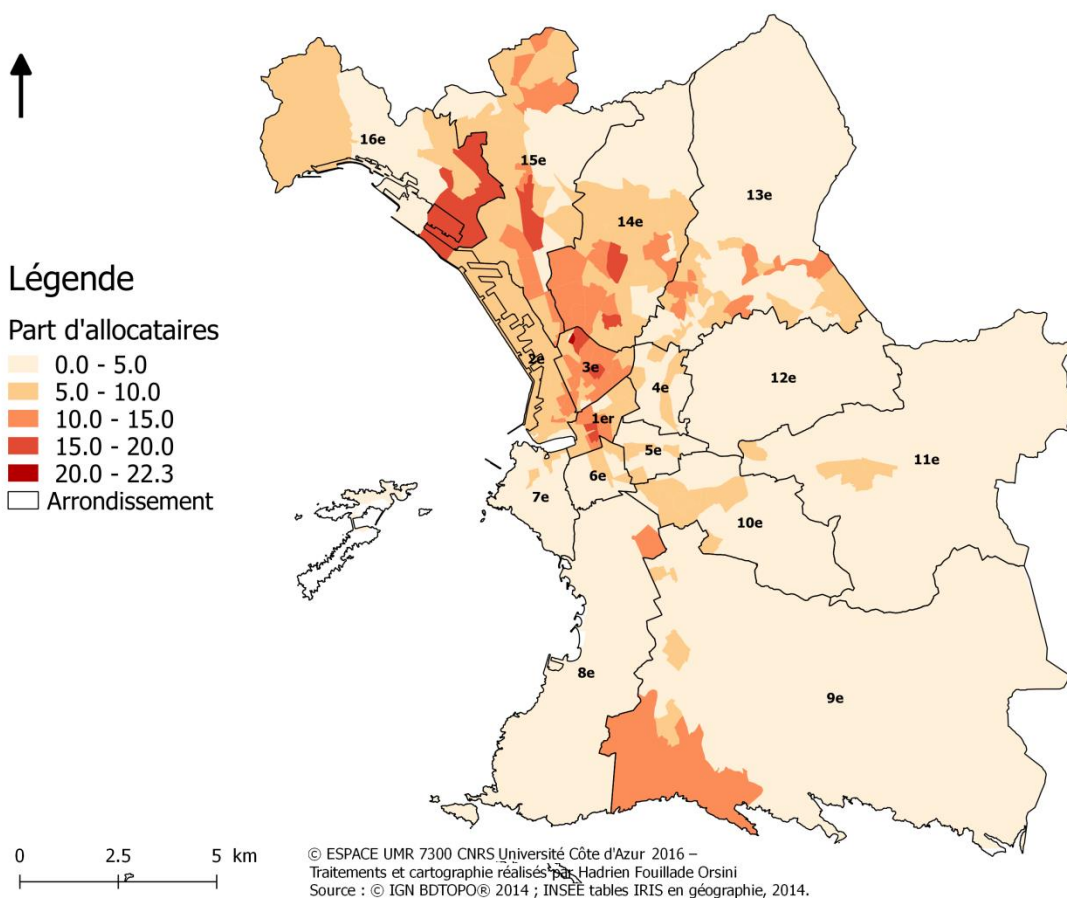 16e
15e
13e
14e
Légende
Part d'allocataires
0.0 - 5.0
5.0 - 10.0
10.0 - 15.0
15.0 - 20.0
20.0 - 22.3
Arrondissement
2e
3e
4e
12e
1er
5e
11e
6e
7e
10e
8e
9e
0 2.5 5 km
© ESPACE UMR 7300 CNRS Université Côte d'Azur 2016 –
Traitements et cartographie réalisés par Hadrien Fouillade Orsini
Source : © IGN BDTOPO® 2014 ; INSEE tables IRIS en géographie, 2014.